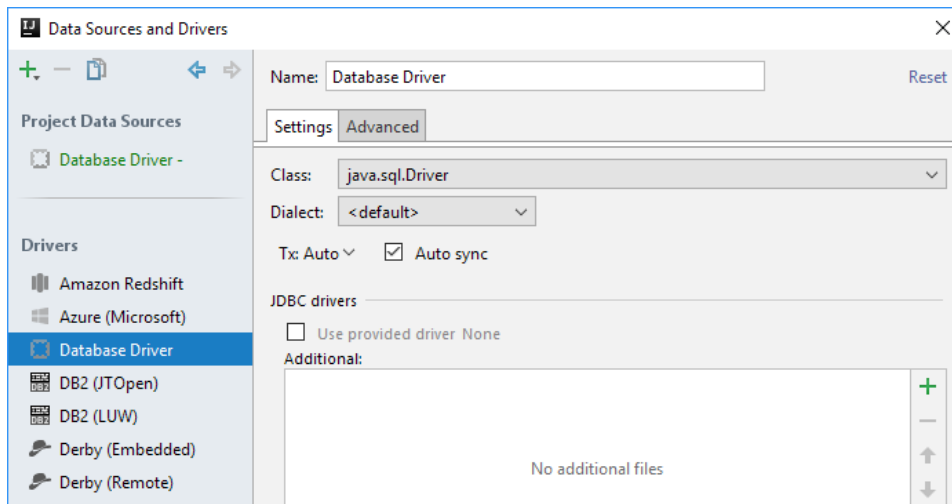 Data Sources and Drivers
Name: Database Driver Reset
Project Data Sources
Settings Advanced
Database Driver -
Class: java.sql.Driver
Dialect: <default>
Drivers
Tx: Auto Auto sync
Amazon Redshift
JDBC drivers
Azure (Microsoft)
Use provided driver None
Database Driver
Additional:
DB2 (JTOpen)
DB2 (LUW)
Derby (Embedded)
No additional files
Derby (Remote)